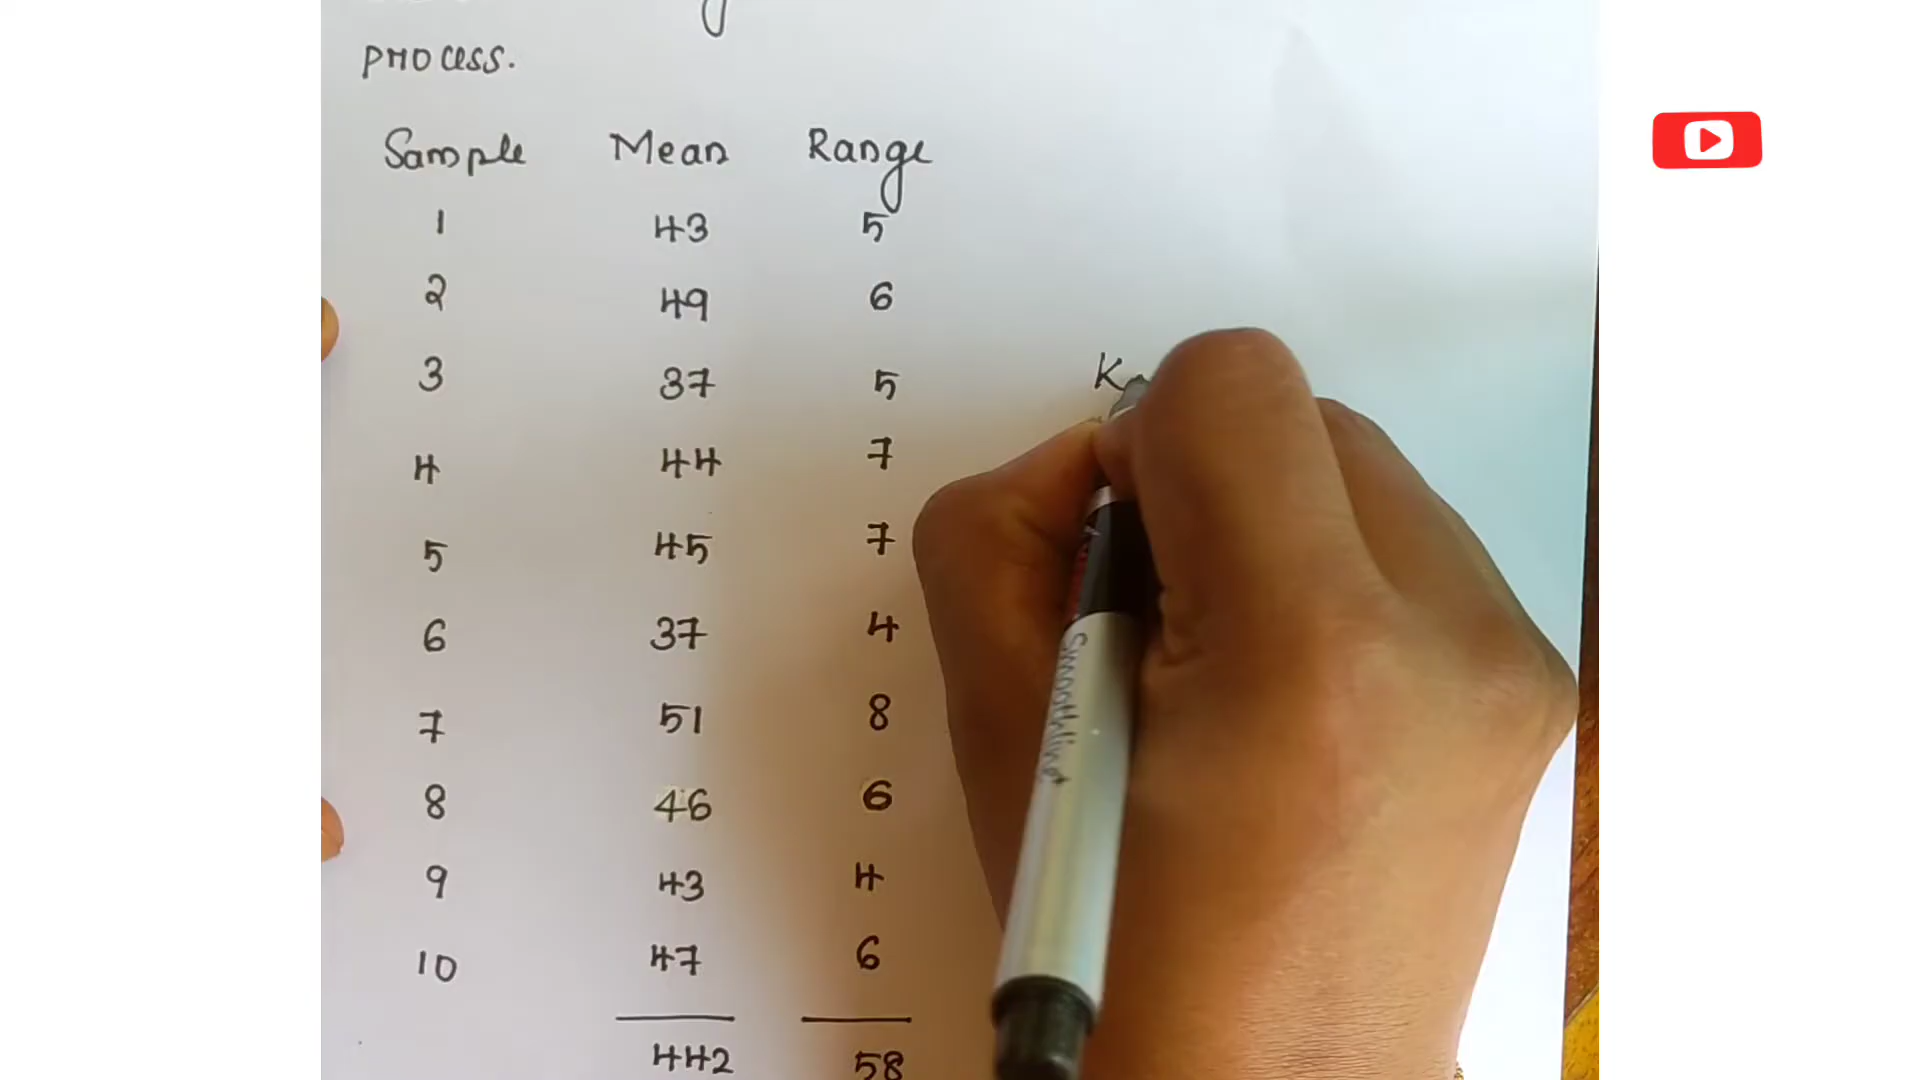 process.
Sample Mean Range
1 43 5
2 49 6
3 37 5
4 44 7
5 45 7
6 37 4
7 51 8
8 46 6
9 43 4
10 47 6
442 58
K
Smoothline+